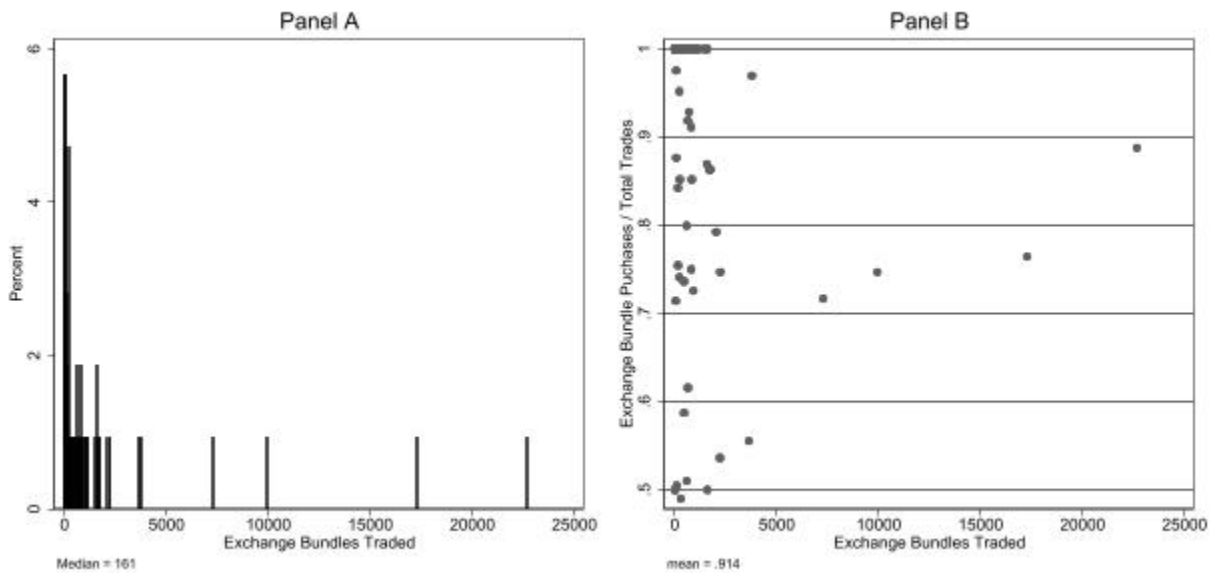 Panel A
6
4
2
0
Percent
0 5000 10000 15000 20000 25000
Exchange Bundles Traded
Median = 161
Panel B
1
.9
.8
.7
.6
.5
Exchange Bundle Puchases / Total Trades
0 5000 10000 15000 20000 25000
Exchange Bundles Traded
mean = .914